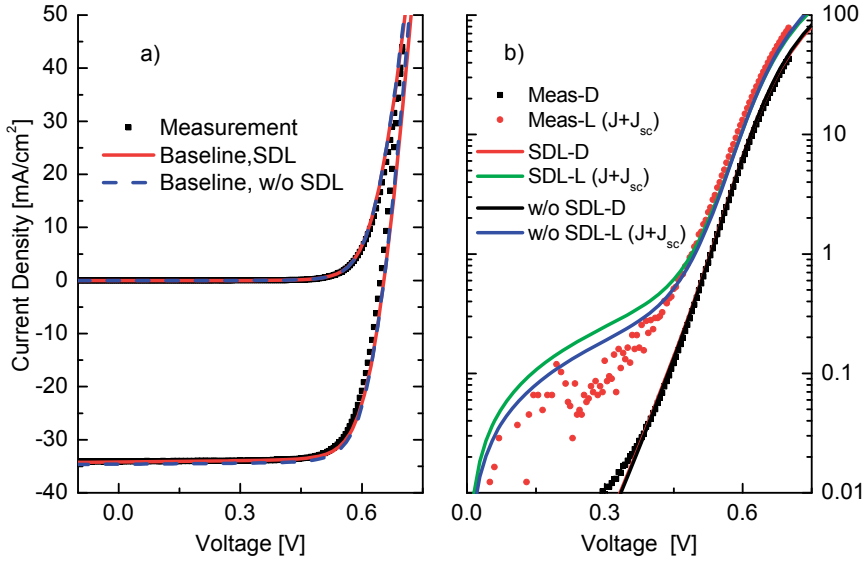 a)
Measurement
Baseline,SDL
Baseline, w/o SDL
50
40
30
20
10
0
-10
-20
-30
-40
Current Density [mA/cm²]
0.0
0.3
0.6
Voltage [V]
b)
Meas-D
Meas-L (J+Jsc)
SDL-D
SDL-L (J+Jsc)
w/o SDL-D
w/o SDL-L (J+Jsc)
100
10
1
0.1
0.01
0.0
0.3
0.6
Voltage [V]